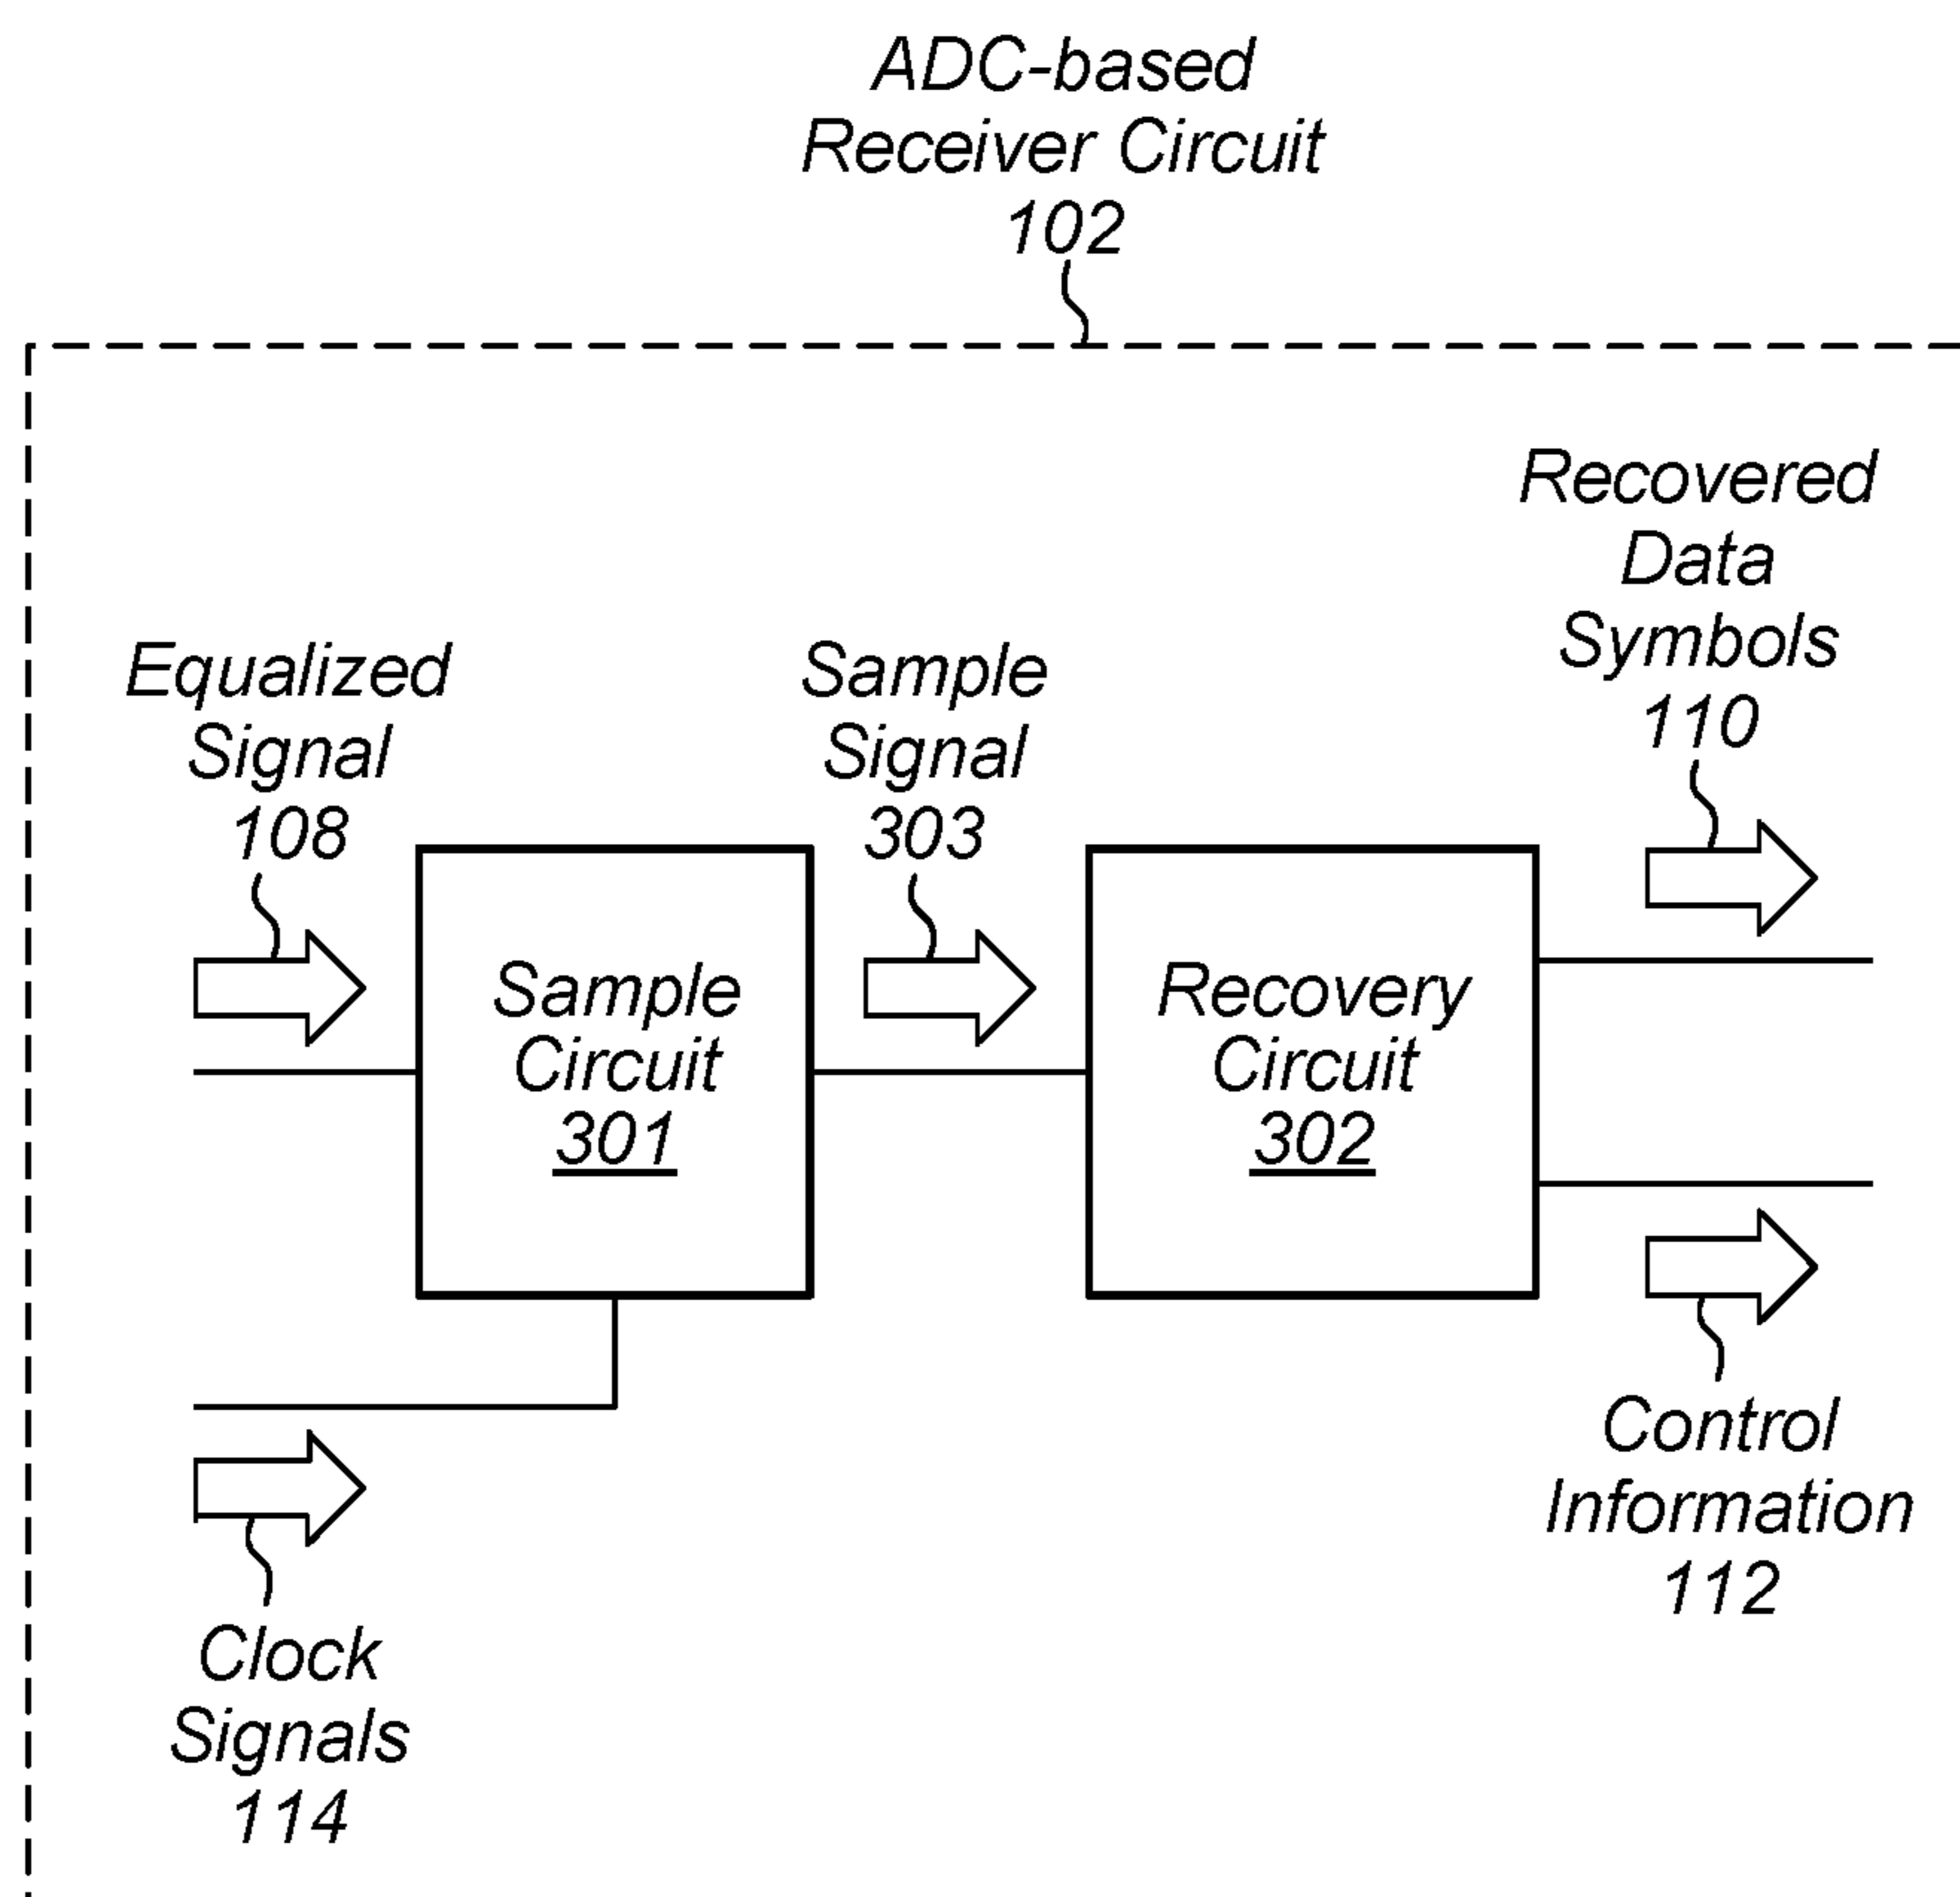 ADC-based
Receiver Circuit
102
Recovered
Data
Symbols
110
Equalized
Signal
108
Sample
Signal
303
Sample
Circuit
301
Recovery
Circuit
302
Control
Information
112
Clock
Signals
114